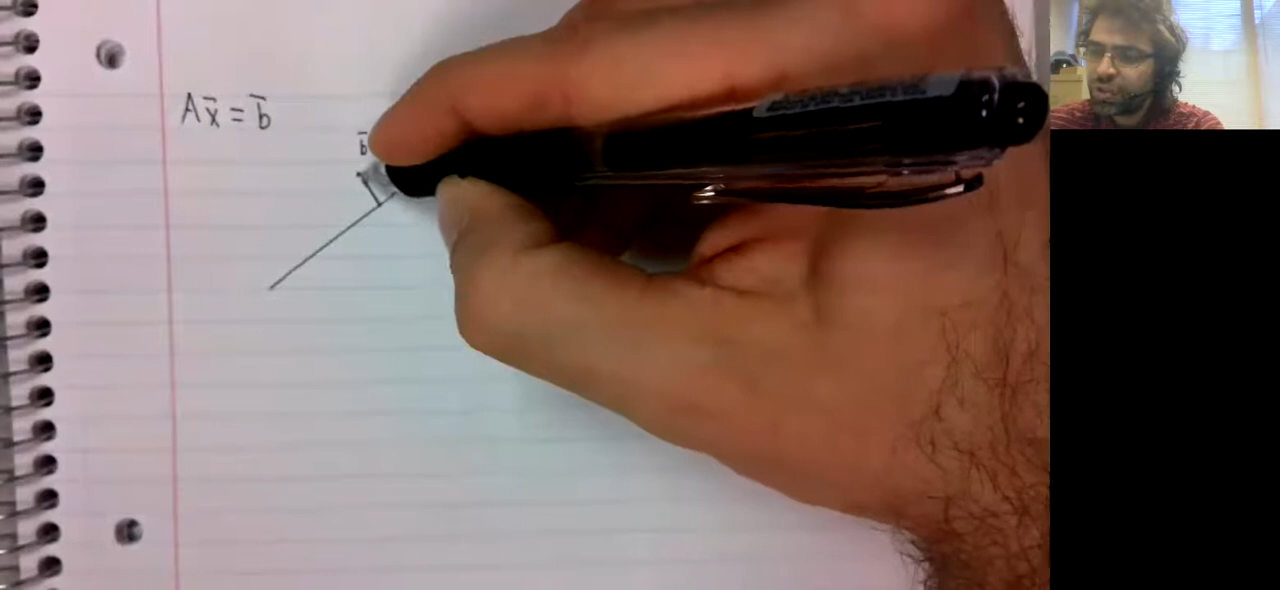 Ax̄ = b̄
b̄